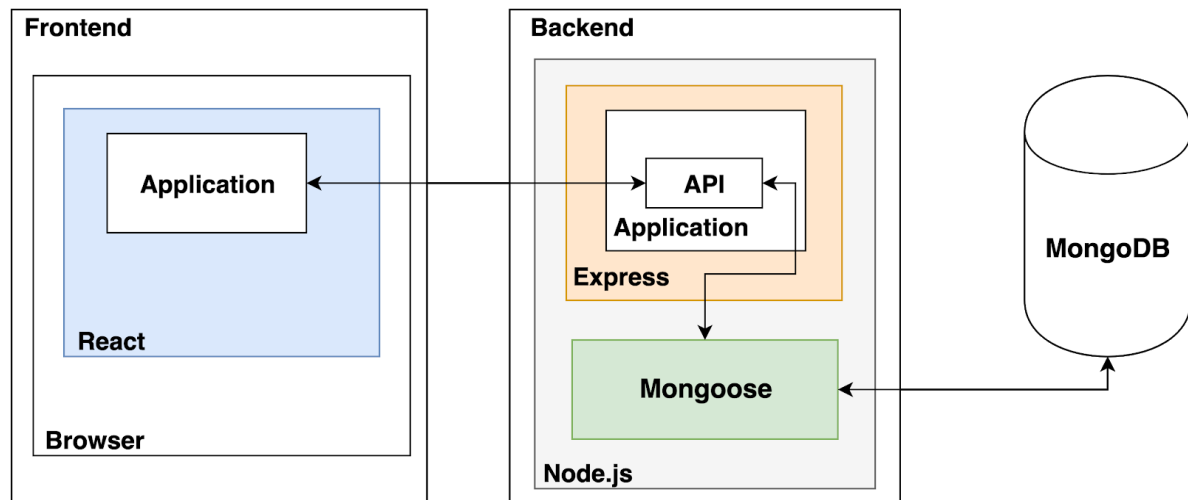 Frontend
Application
React
Browser
Backend
API
Application
Express
Mongoose
Node.js
MongoDB